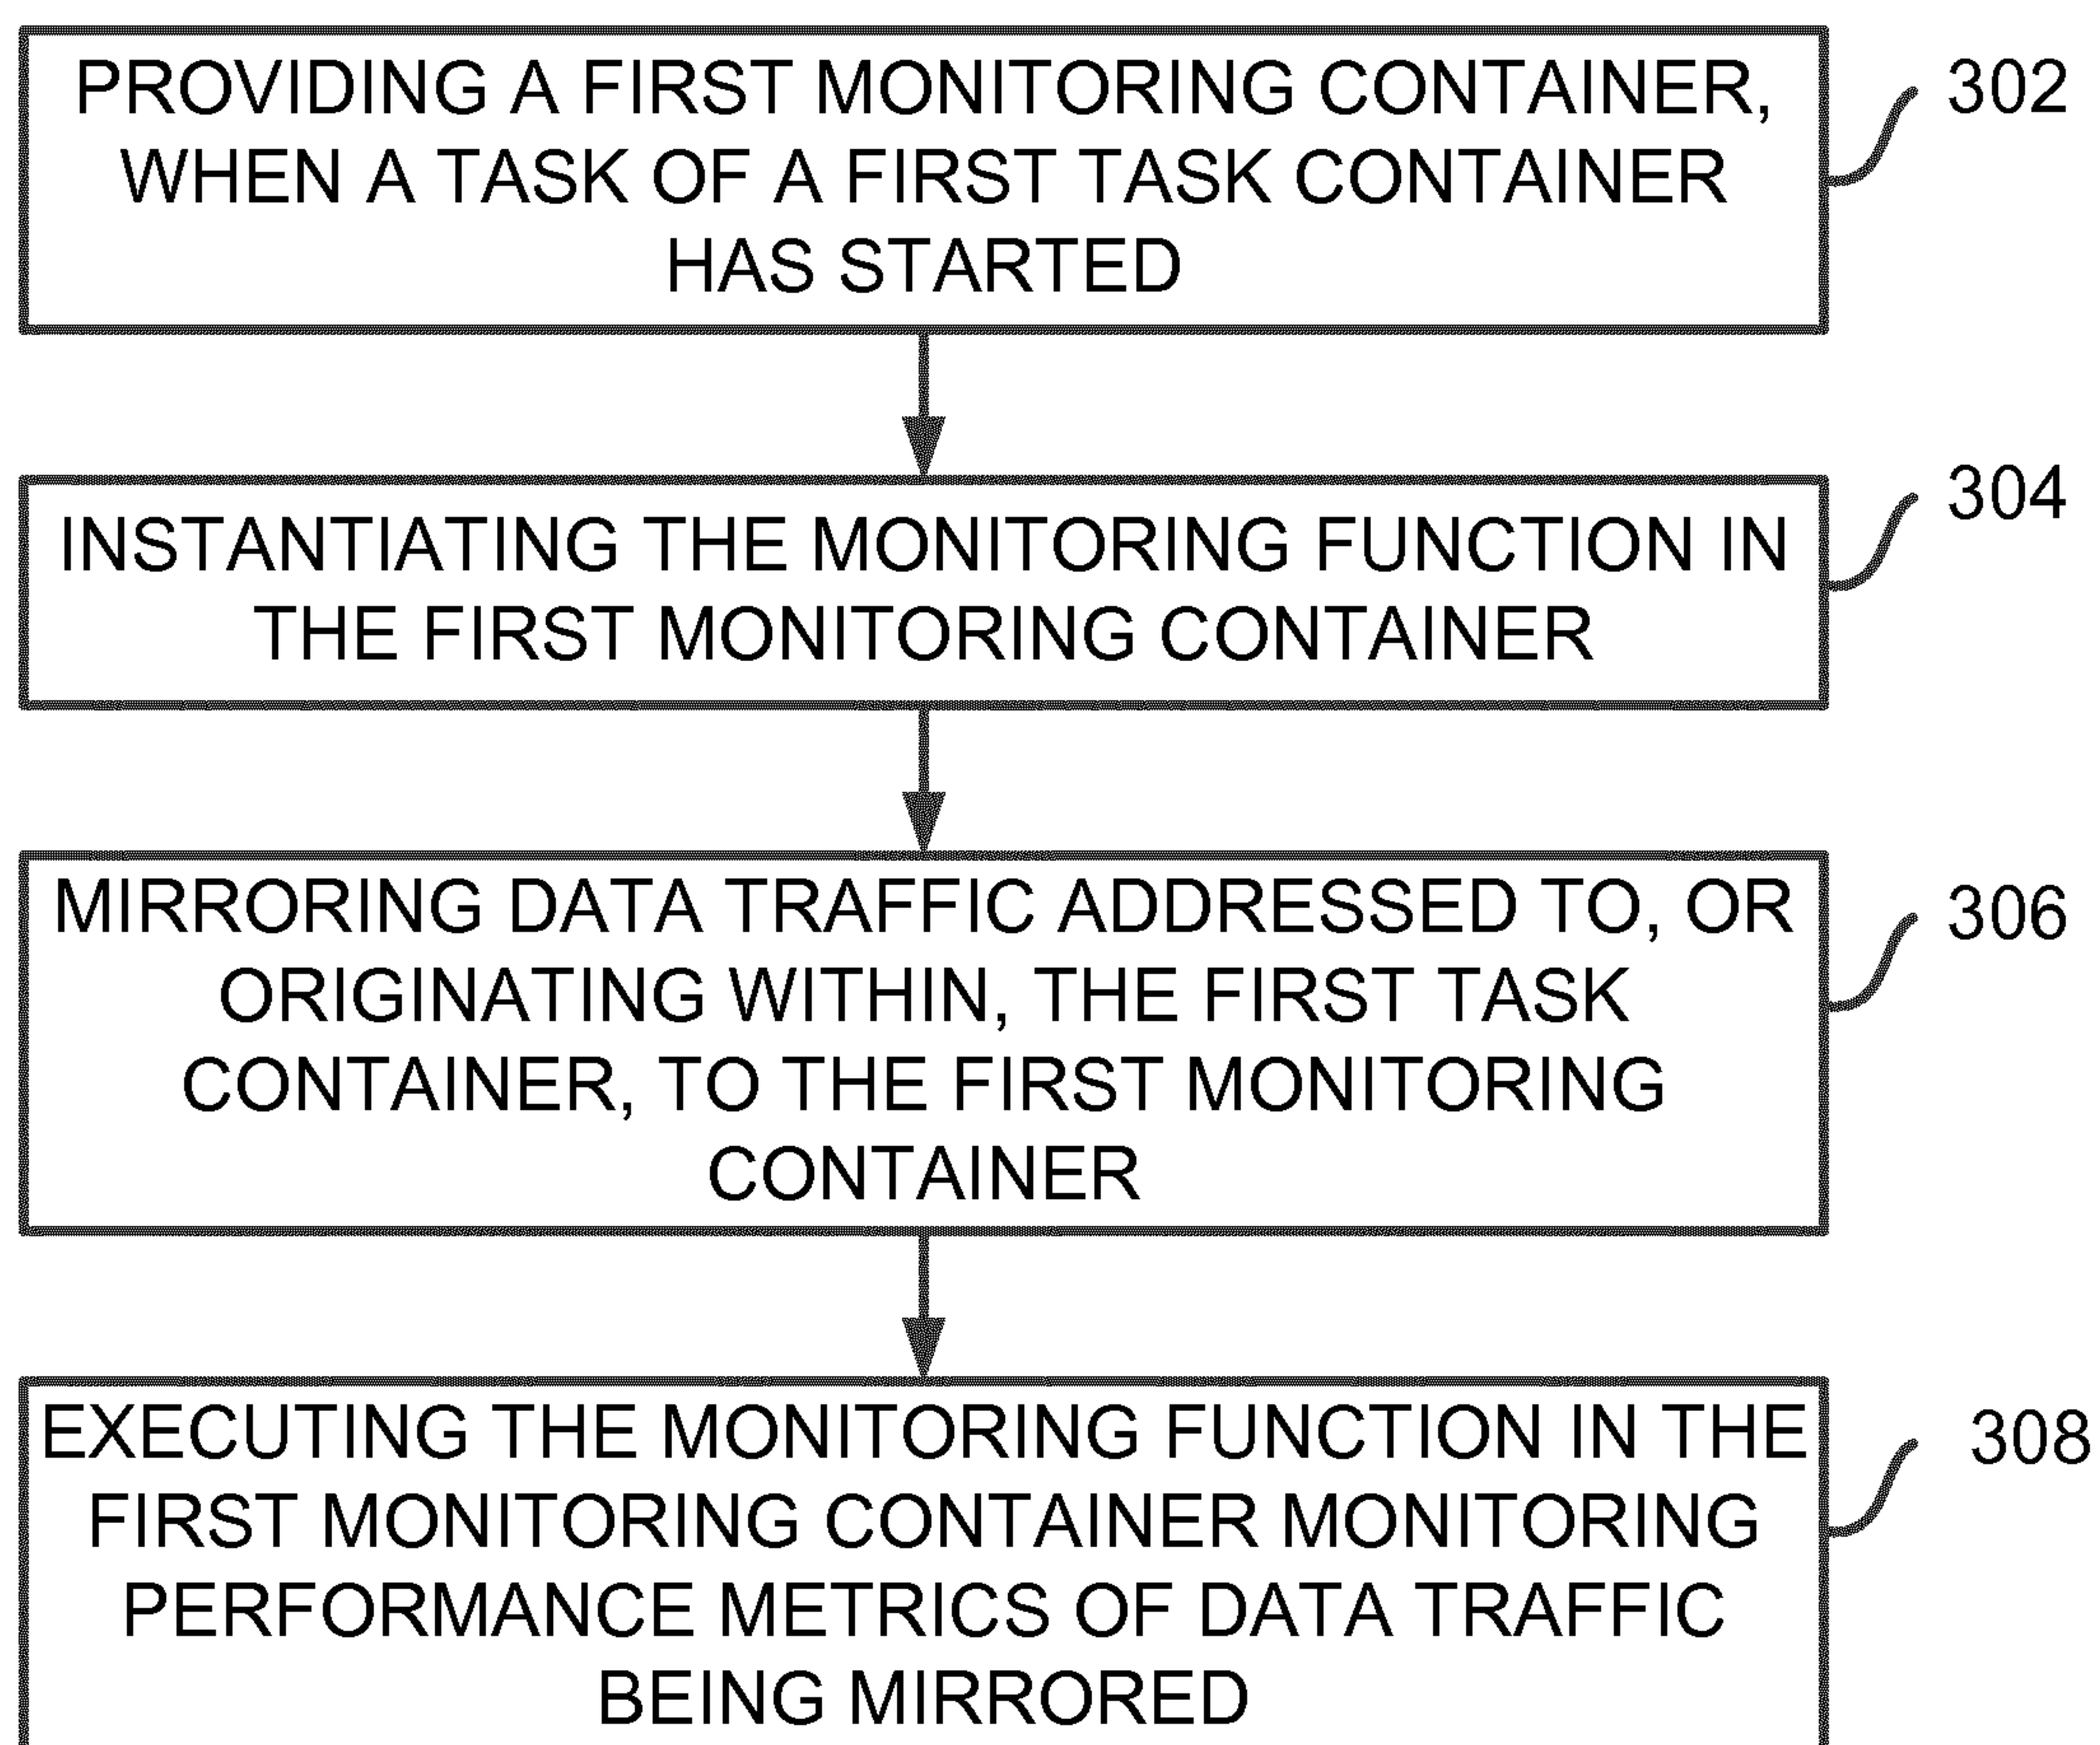 PROVIDING A FIRST MONITORING CONTAINER,
302
WHEN A TASK OF A FIRST TASK CONTAINER
HAS STARTED
304
INSTANTIATING THE MONITORING FUNCTION IN
THE FIRST MONITORING CONTAINER
MIRRORING DATA TRAFFIC ADDRESSED TO, OR
306
ORIGINATING WITHIN, THE FIRST TASK
CONTAINER, TO THE FIRST MONITORING
CONTAINER
EXECUTING THE MONITORING FUNCTION IN THE
308
FIRST MONITORING CONTAINER MONITORING
PERFORMANCE METRICS OF DATA TRAFFIC
BEING MIRRORED